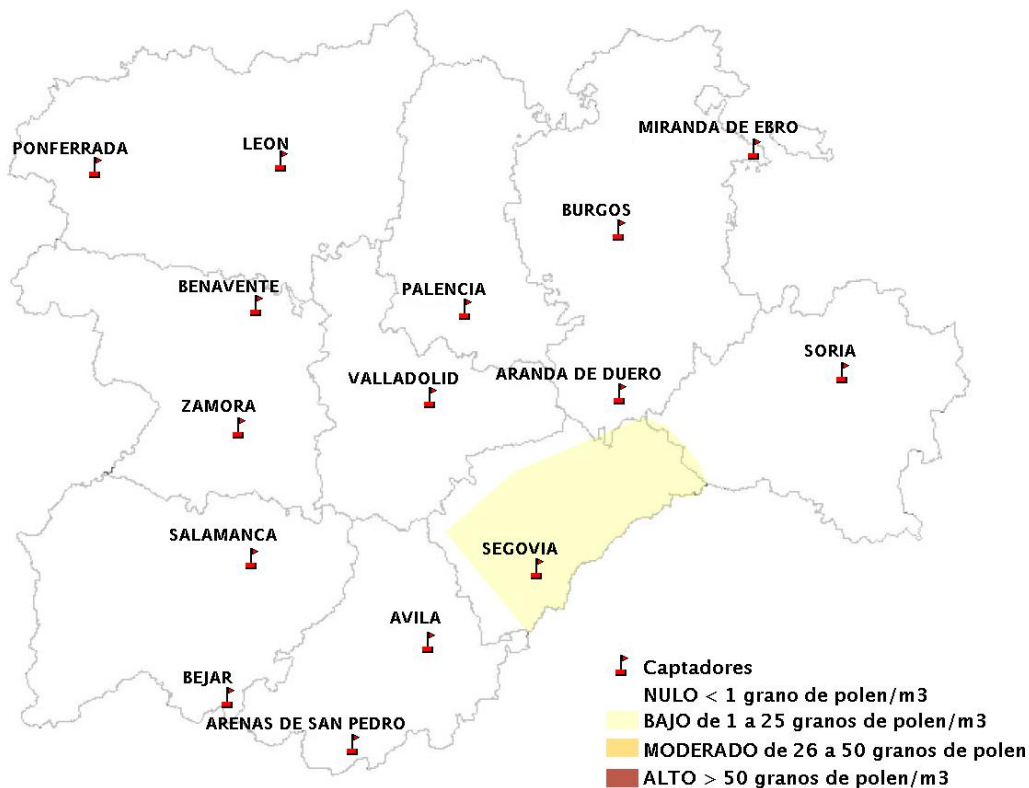 MIRANDA DE EBRO
PONFERRADA
LEON
BURGOS
BENAVENTE
PALENCIA
SORIA
VALLADOLID
ARANDA DE DUERO
ZAMORA
SALAMANCA
SEGOVIA
AVILA
BEJAR
ARENAS DE SAN PEDRO
Captadores
NULO < 1 grano de polen/m3
BAJO de 1 a 25 granos de polen/m3
MODERADO de 26 a 50 granos de polen
ALTO > 50 granos de polen/m3